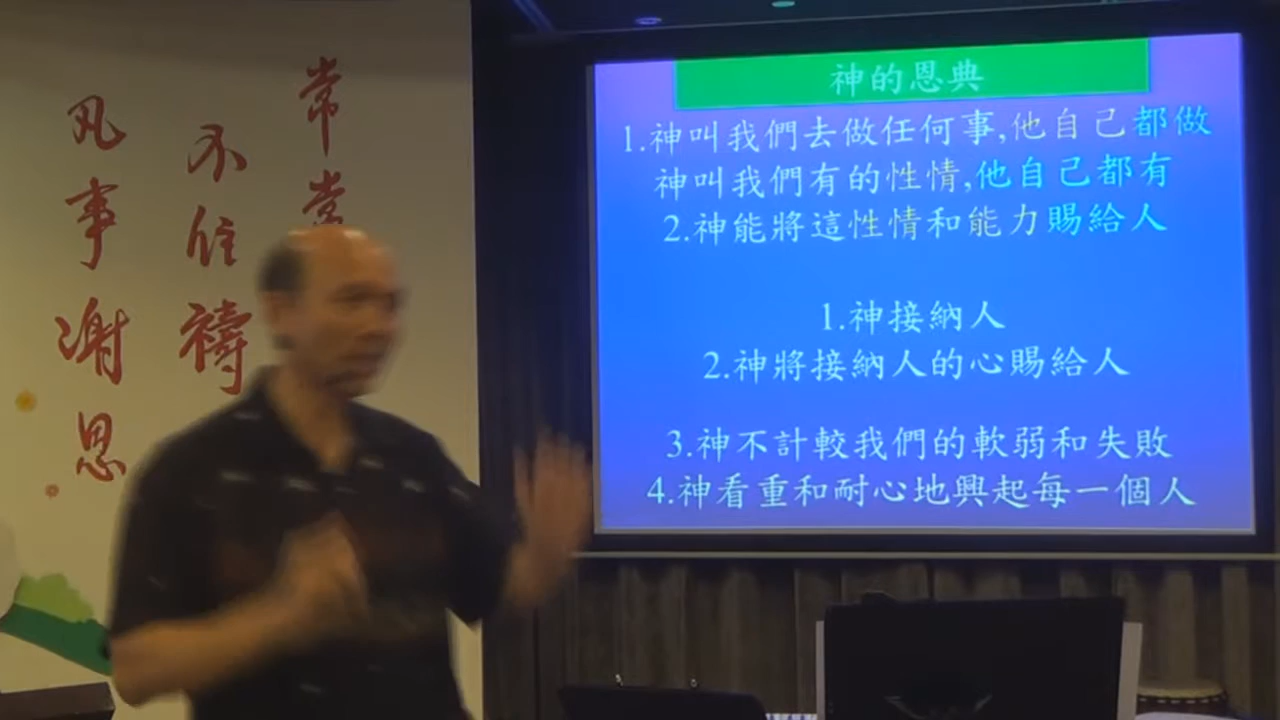 常常
不住禱
凡事謝恩
神的恩典
1.神叫我們去做任何事,他自己都做
神叫我們有的性情,他自己都有
2.神能將這性情和能力賜給人
1.神接納人
2.神將接納人的心賜給人
3.神不計較我們的軟弱和失敗
4.神看重和耐心地興起每一個人